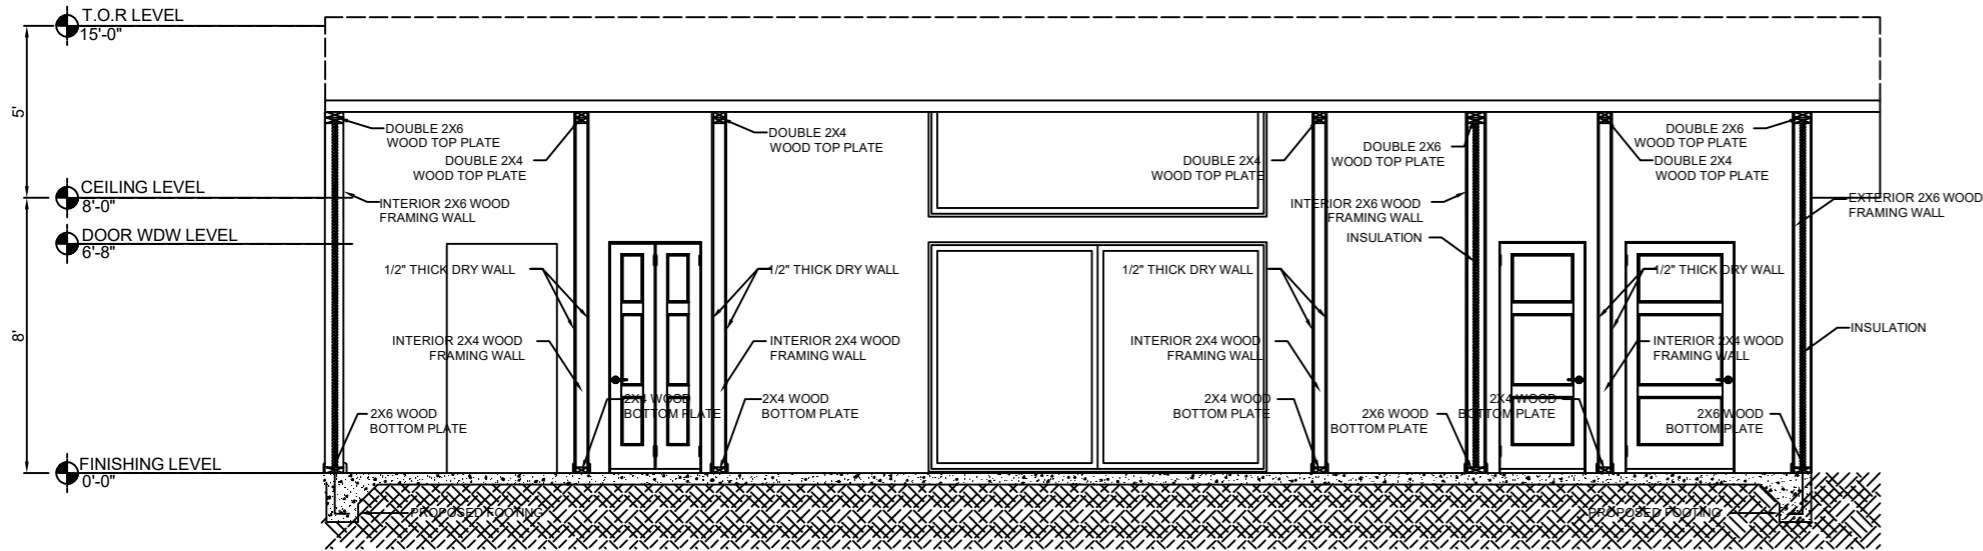 T.O.R LEVEL
15'-0"
5'
DOUBLE 2X6
WOOD TOP PLATE
DOUBLE 2X4
WOOD TOP PLATE
DOUBLE 2X4
WOOD TOP PLATE
DOUBLE 2X4
WOOD TOP PLATE
DOUBLE 2X6
WOOD TOP PLATE
DOUBLE 2X6
WOOD TOP PLATE
DOUBLE 2X4
WOOD TOP PLATE
CEILING LEVEL
8'-0"
INTERIOR 2X6 WOOD
FRAMING WALL
INTERIOR 2X6 WOOD
FRAMING WALL
EXTERIOR 2X6 WOOD
FRAMING WALL
DOOR WDW LEVEL
6'-8"
INSULATION
1/2" THICK DRY WALL
1/2" THICK DRY WALL
1/2" THICK DRY WALL
1/2" THICK DRY WALL
8'
INTERIOR 2X4 WOOD
FRAMING WALL
INTERIOR 2X4 WOOD
FRAMING WALL
INTERIOR 2X4 WOOD
FRAMING WALL
INTERIOR 2X4 WOOD
FRAMING WALL
INSULATION
2X6 WOOD
BOTTOM PLATE
2X4 WOOD
BOTTOM PLATE
2X4 WOOD
BOTTOM PLATE
2X4 WOOD
BOTTOM PLATE
2X6 WOOD
BOTTOM PLATE
2X4 WOOD
BOTTOM PLATE
2X6 WOOD
BOTTOM PLATE
FINISHING LEVEL
0'-0"
PROPOSED FOOTING
PROPOSED FOOTING